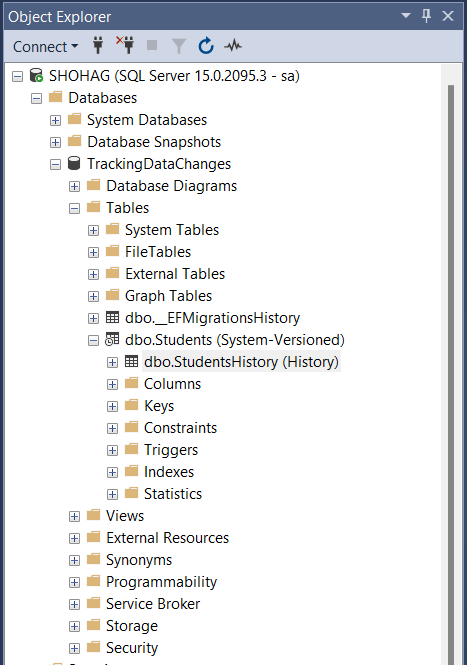 Object Explorer
Connect
SHOHAG (SQL Server 15.0.2095.3 - sa)
Databases
System Databases
Database Snapshots
TrackingDataChanges
Database Diagrams
Tables
System Tables
FileTables
External Tables
Graph Tables
dbo.__EFMigrationsHistory
dbo.Students (System-Versioned)
dbo.StudentsHistory (History)
Columns
Keys
Constraints
Triggers
Indexes
Statistics
Views
External Resources
Synonyms
Programmability
Service Broker
Storage
Security